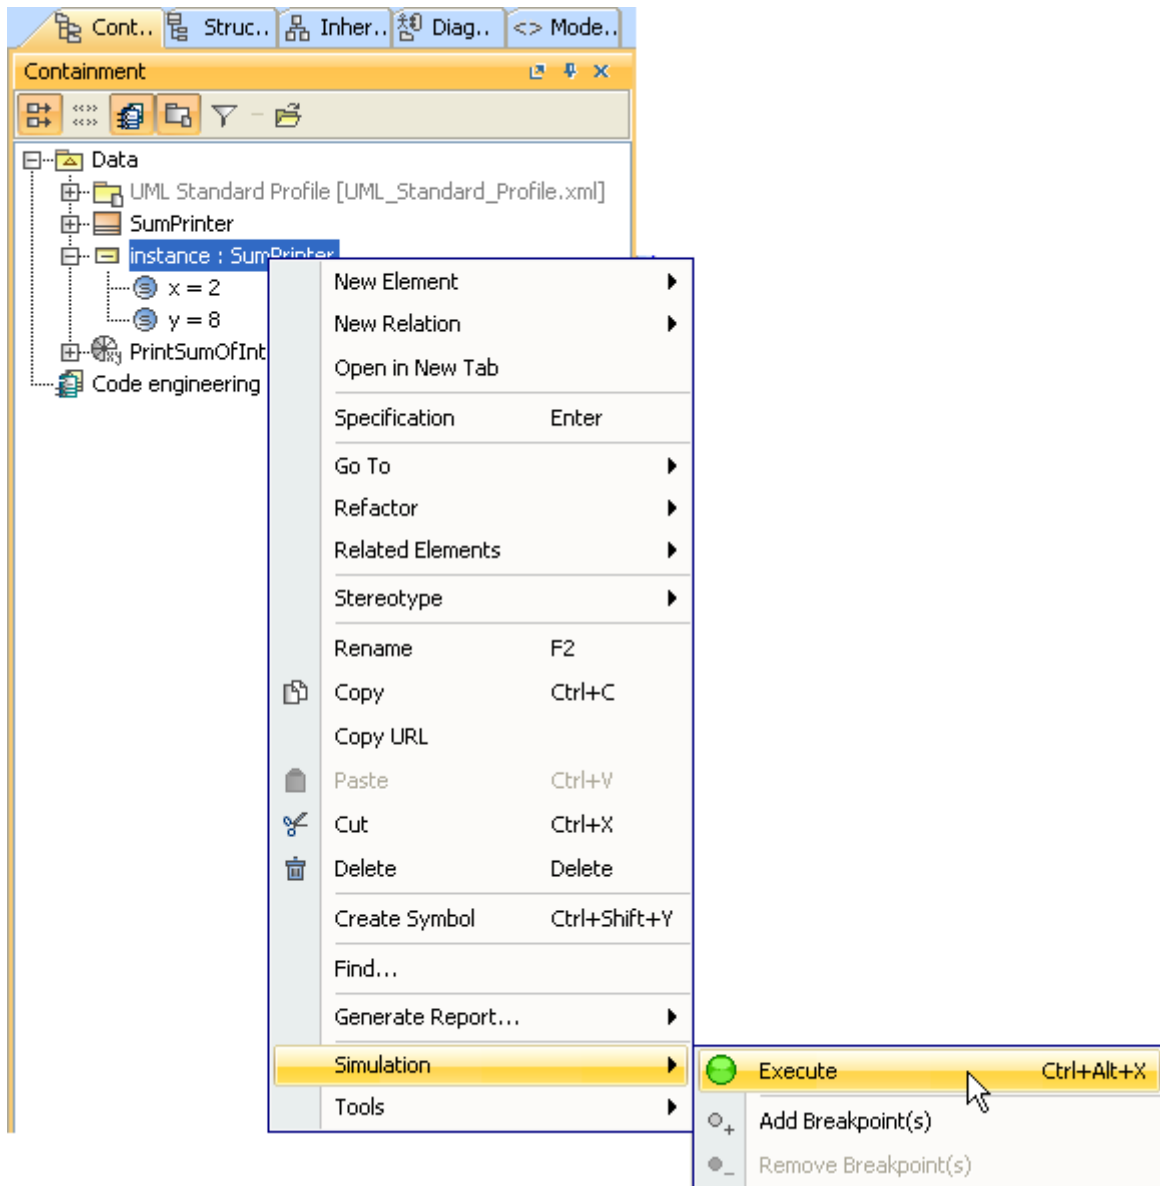 Cont.. Struc.. Inher.. Diag.. <> Mode..
Containment
Data
UML Standard Profile [UML_Standard_Profile.xml]
SumPrinter
instance : SumPrinter
x = 2
y = 8
PrintSumOfInt
Code engineering
New Element
New Relation
Open in New Tab
Specification Enter
Go To
Refactor
Related Elements
Stereotype
Rename F2
Copy Ctrl+C
Copy URL
Paste Ctrl+V
Cut Ctrl+X
Delete Delete
Create Symbol Ctrl+Shift+Y
Find...
Generate Report...
Simulation
Tools
Execute Ctrl+Alt+X
Add Breakpoint(s)
Remove Breakpoint(s)